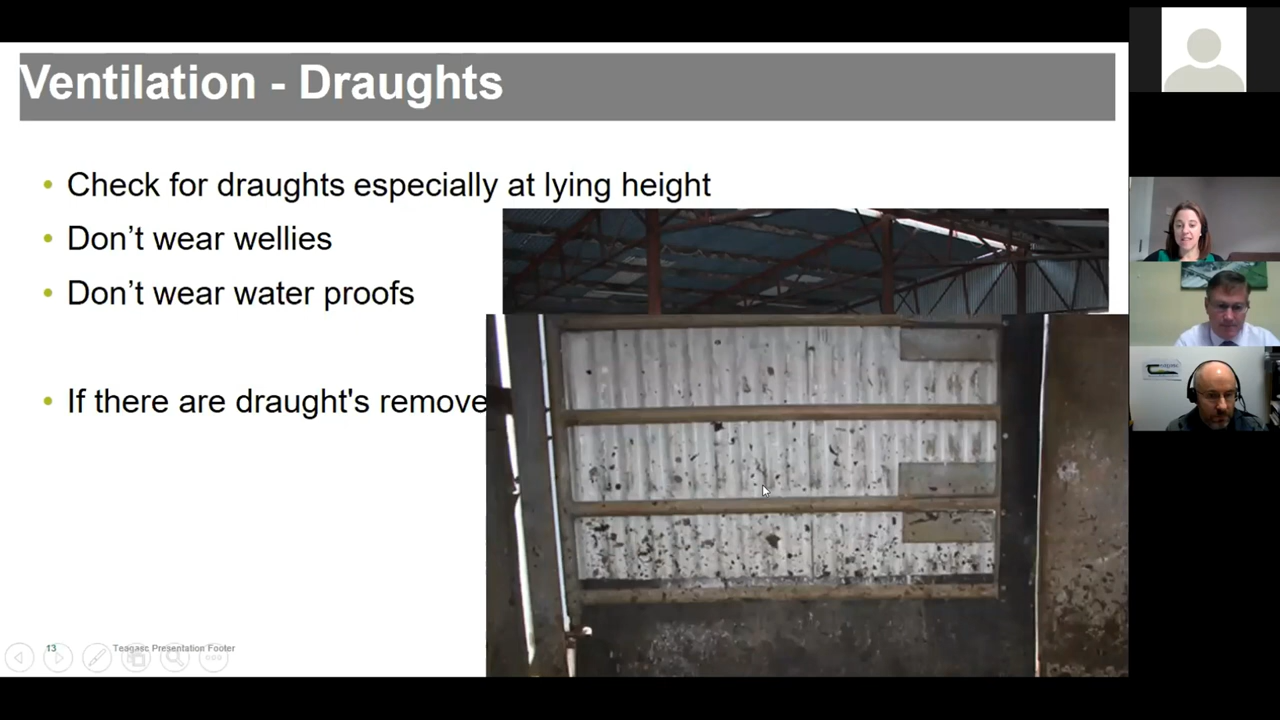 Ventilation - Draughts
• Check for draughts especially at lying height
• Don’t wear wellies
• Don’t wear water proofs
• If there are draught's remove
13
Teagasc Presentation Footer